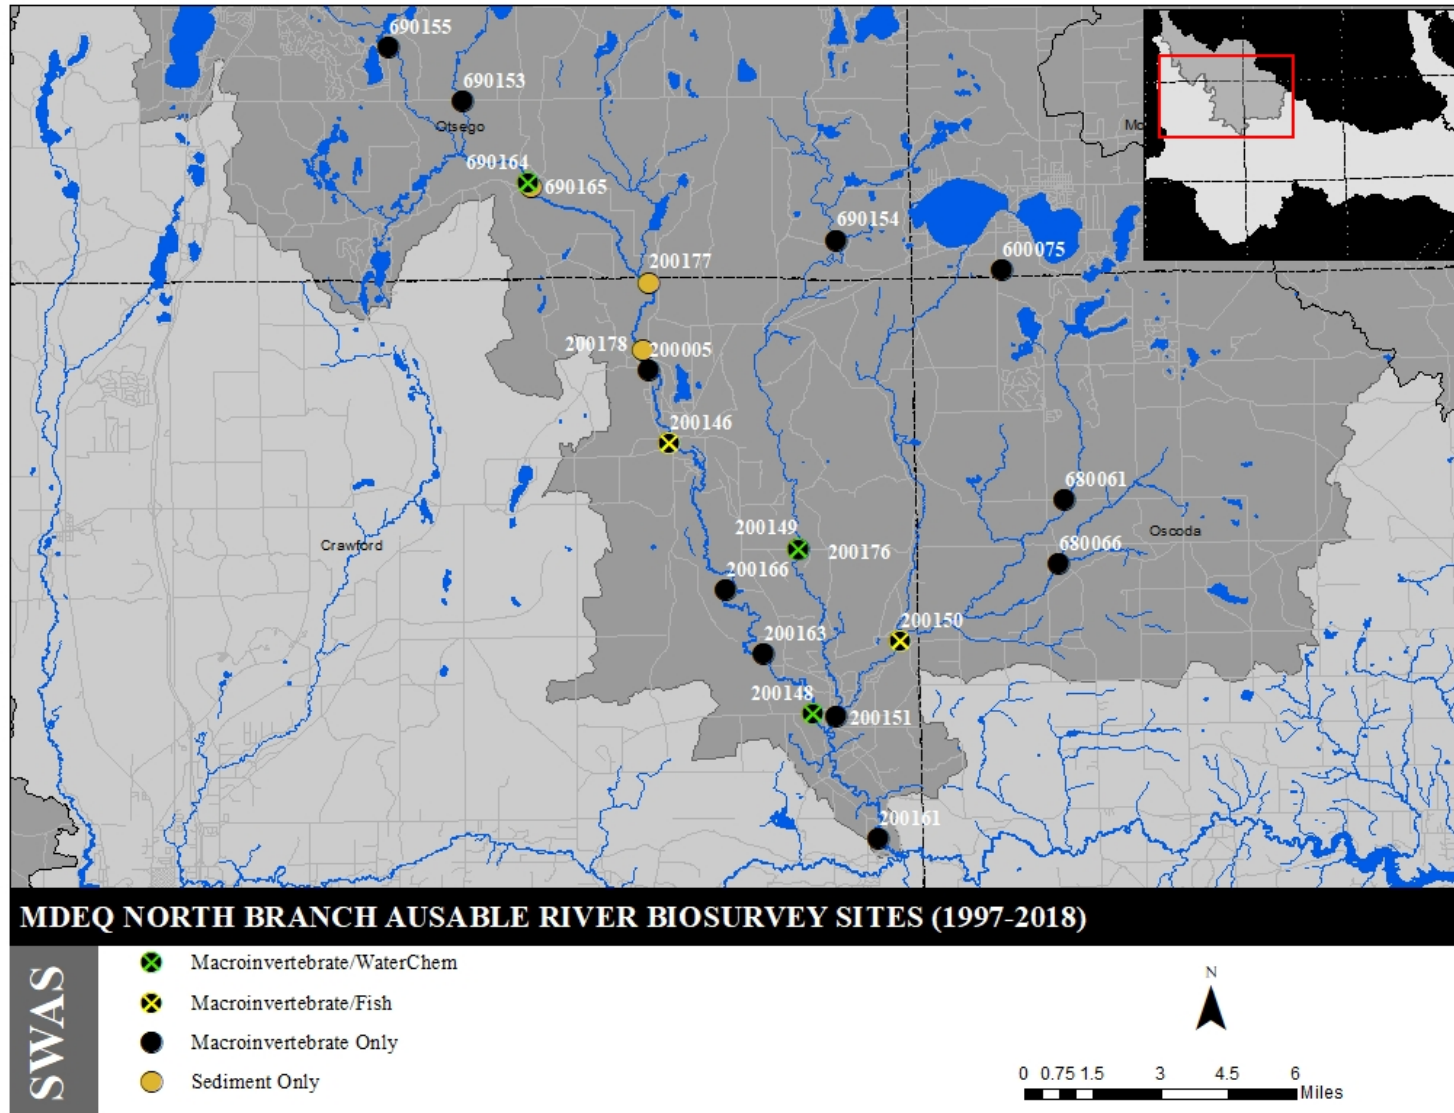 690155
690153
Otsego
Mo
690164
690165
690154
600075
200177
200178
200005
200146
680061
200149
200176
Oscoda
Crawford
680066
200166
200150
200163
200148
200151
200161
MDEQ NORTH BRANCH AUSABLE RIVER BIOSURVEY SITES (1997-2018)
SWAS
Macroinvertebrate/WaterChem
Macroinvertebrate/Fish
Macroinvertebrate Only
Sediment Only
N
0 0.75 1.5 3 4.5 6
Miles